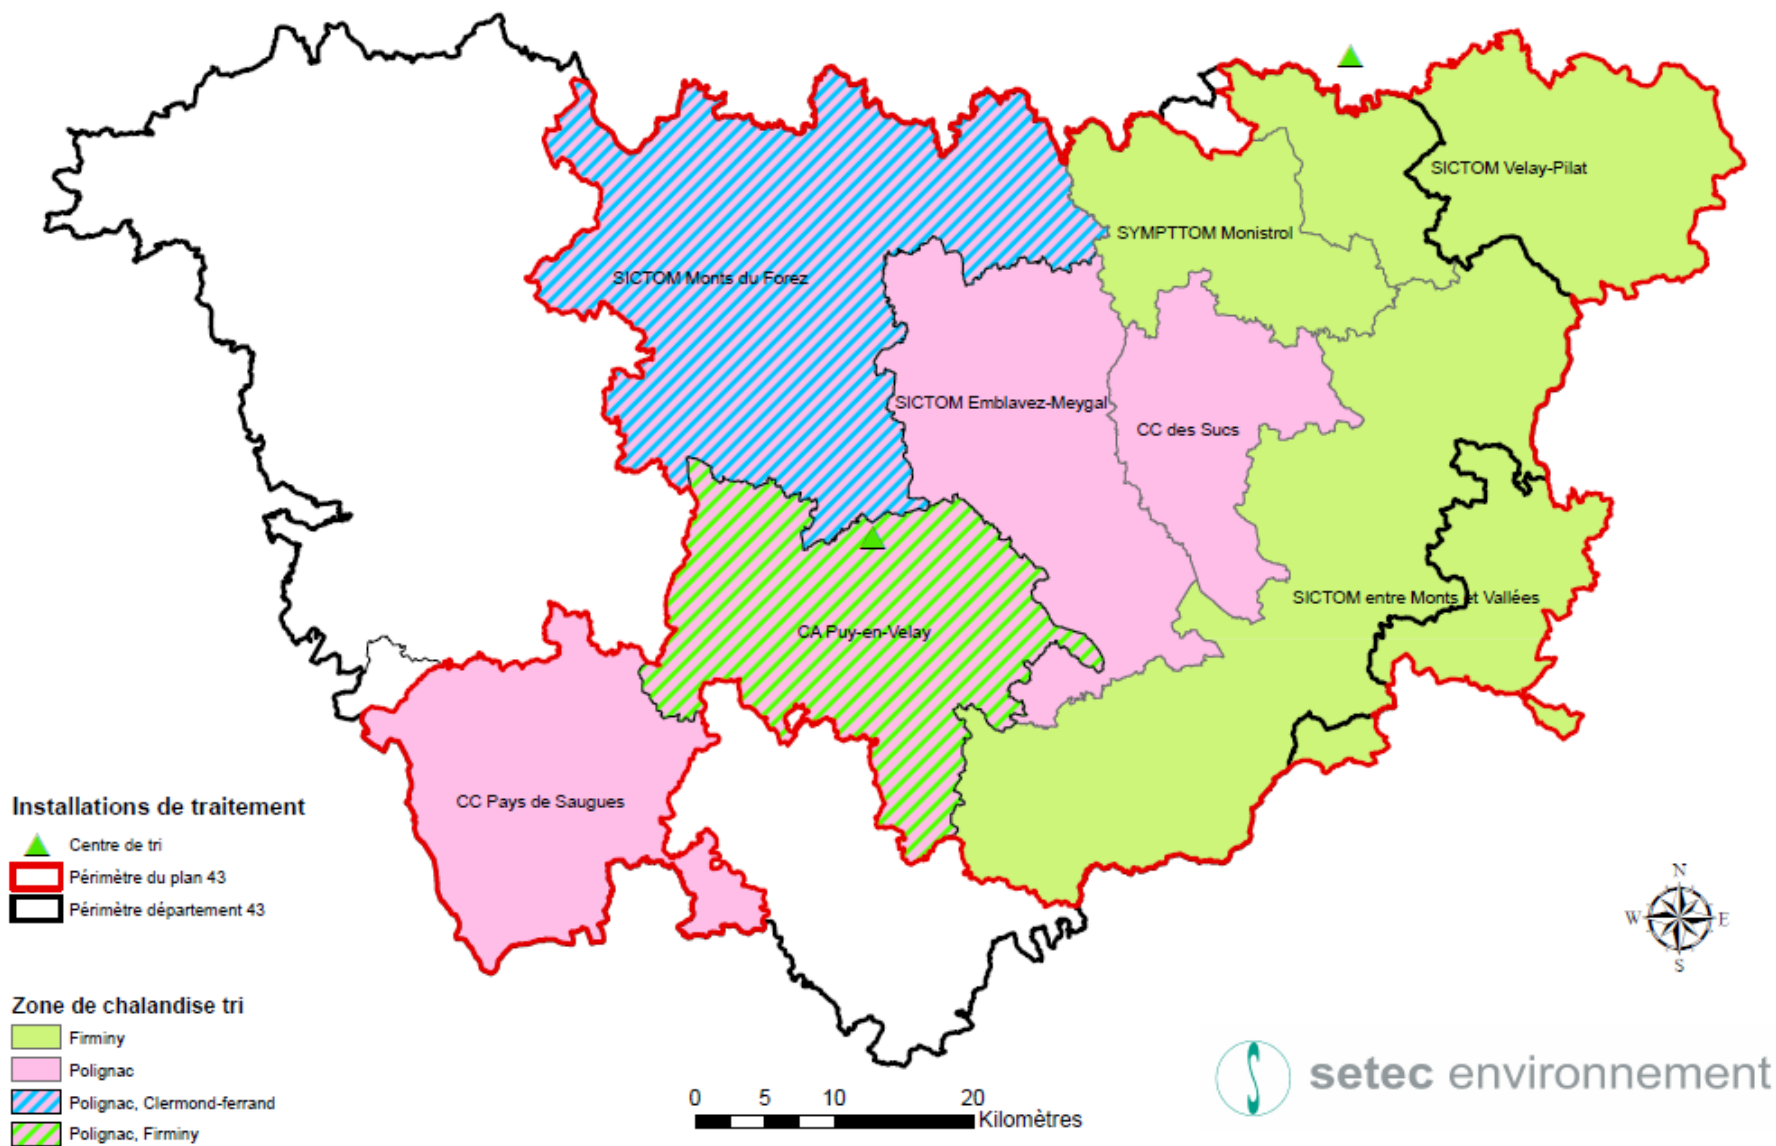 SICTOM Velay-Pilat
SYMPTTOM Monistrol
SICTOM Monts du Forez
SICTOM Emblavez-Meygal
CC des Sucs
SICTOM entre Monts et Vallées
CA Puy-en-Velay
CC Pays de Saugues
Installations de traitement
Centre de tri
Périmètre du plan 43
Périmètre département 43
N
W E
S
Zone de chalandise tri
Firminy
Polignac
Polignac, Clermond-ferrand
Polignac, Firminy
0 5 10 20
Kilomètres
setec environnement